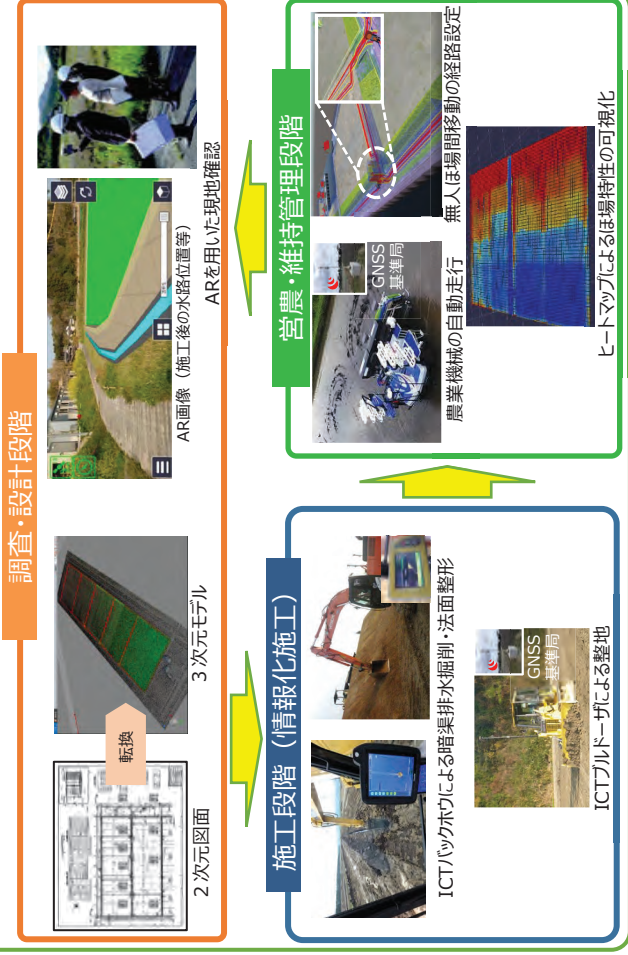 調査・設計段階
2次元図面
転換
3次元モデル
AR画像（施工後の水路位置等）
ARを用いた現地確認
施工段階（情報化施工）
ICTバックホウによる暗渠排水掘削・法面整形
GNSS
基準局
ICTブルドーザによる整地
営農・維持管理段階
GNSS
基準局
農業機械の自動走行
無人ほ場間移動の経路設定
ヒートマップによるほ場特性の可視化